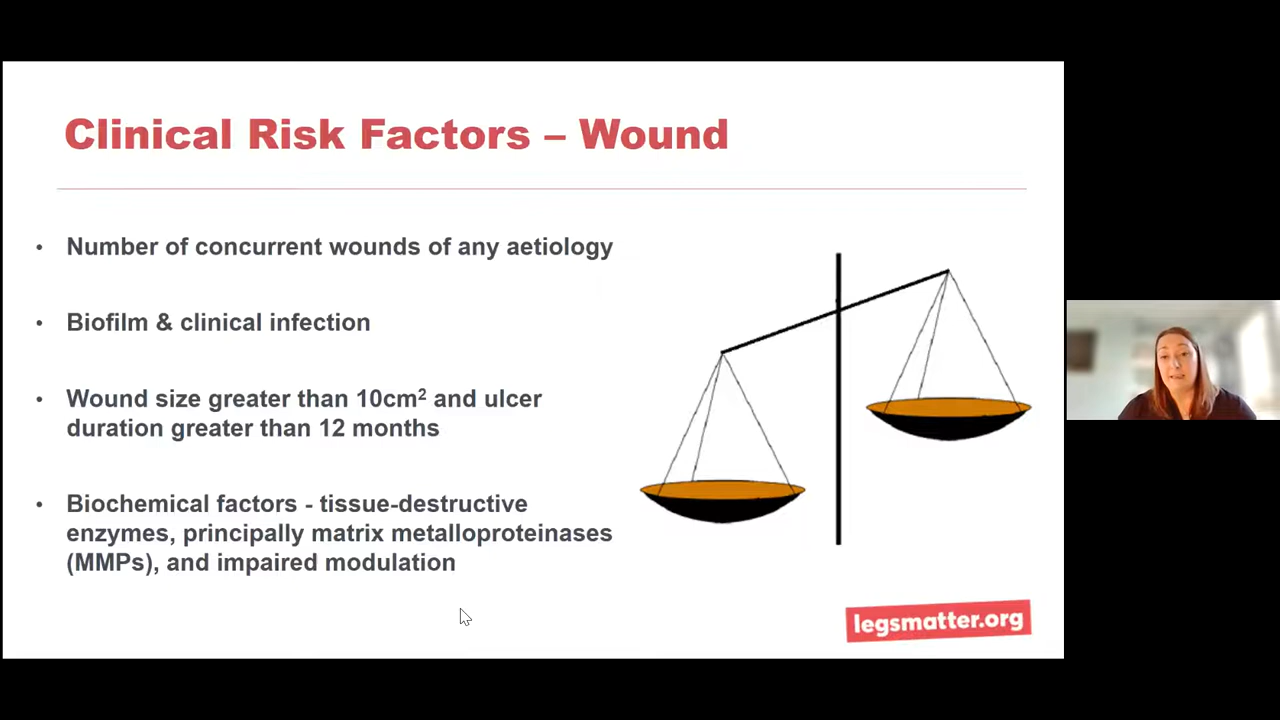 Clinical Risk Factors – Wound
• Number of concurrent wounds of any aetiology
• Biofilm & clinical infection
• Wound size greater than 10cm² and ulcer
duration greater than 12 months
• Biochemical factors - tissue-destructive
enzymes, principally matrix metalloproteinases
(MMPs), and impaired modulation
legsmatter.org